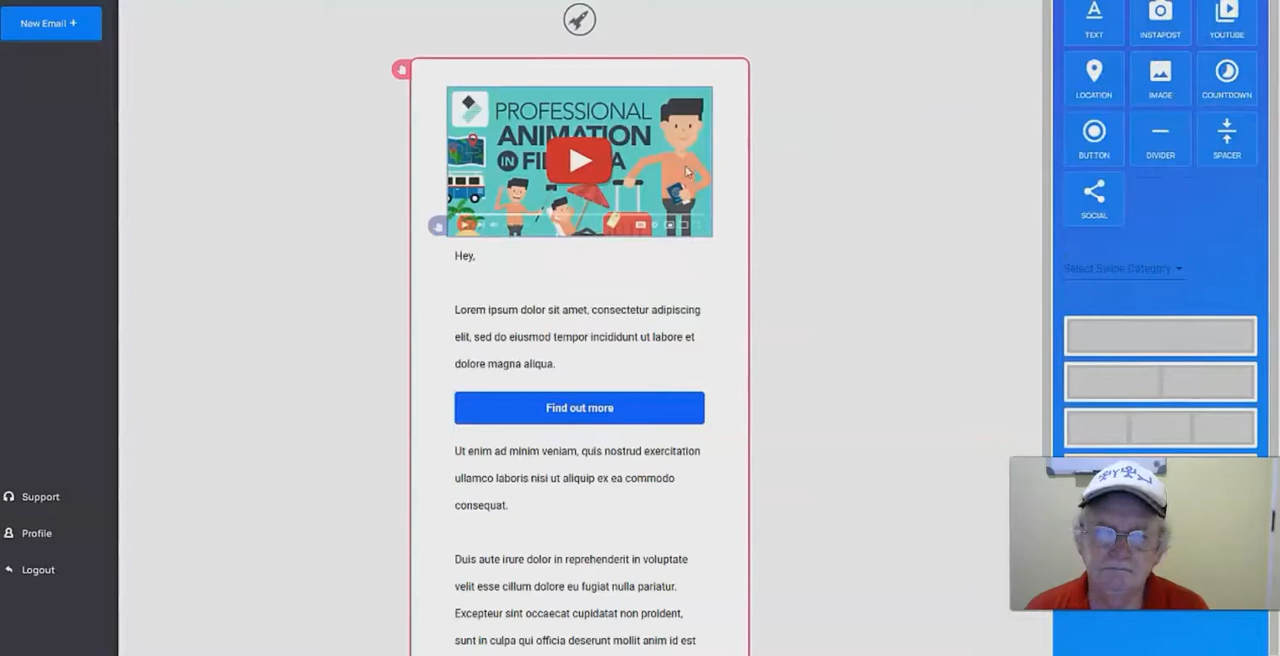 New Email +
Support
Profile
Logout
PROFESSIONAL
ANIMATION
IN
Hey,
Lorem ipsum dolor sit amet, consectetur adipiscing
elit, sed do eiusmod tempor incididunt ut labore et
dolore magna aliqua.
Find out more
Ut enim ad minim veniam, quis nostrud exercitation
ullamco laboris nisi ut aliquip ex ea commodo
consequat.
Duis aute irure dolor in reprehenderit in voluptate
velit esse cillum dolore eu fugiat nulla pariatur.
Excepteur sint occaecat cupidatat non proident,
sunt in culpa qui officia deserunt mollit anim id est
TEXT
INSTAPOST
YOUTUBE
LOCATION
IMAGE
COUNTDOWN
BUTTON
DIVIDER
SPACER
SOCIAL
Select Swipe Category